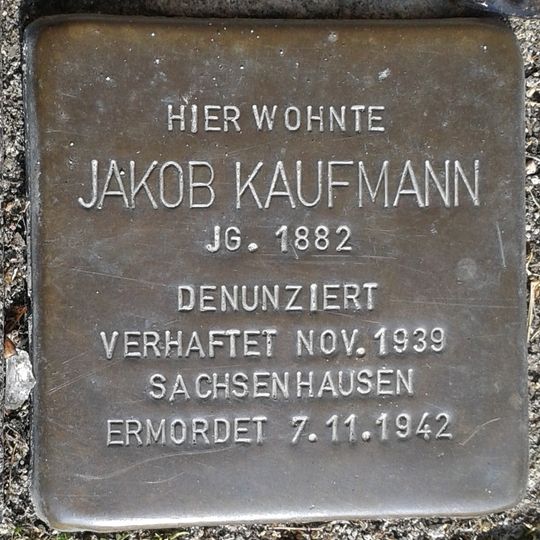 HIER WOHNTE
JAKOB KAUFMANN
JG. 1882
DENUNZIERT
VERHAFTET NOV. 1939
SACHSENHAUSEN
ERMORDET 7.11.1942